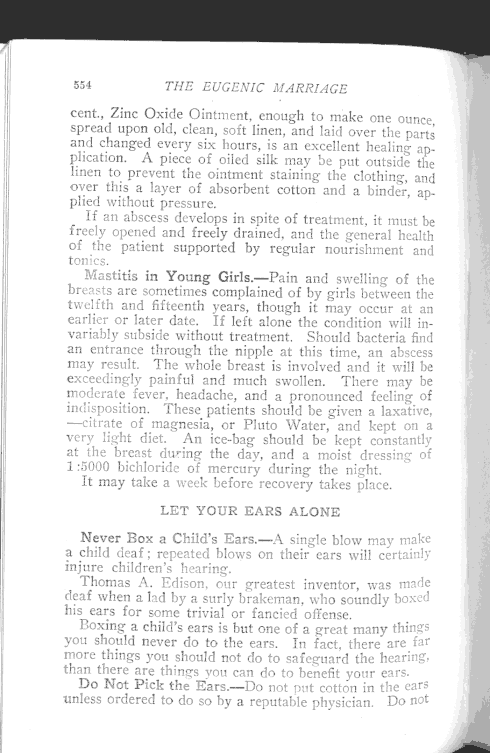 554 THE EUGENIC MARRIAGE
cent., Zinc Oxide Ointment, enough to make one ounce,
spread upon old, clean, soft linen, and laid over the parts
and changed every six hours, is an excellent healing ap-
plication. A piece of oiled silk may be put outside the
linen to prevent the ointment staining the clothing, and
over this a layer of absorbent cotton and a binder, ap-
plied without pressure.
If an abscess develops in spite of treatment, it must be
freely opened and freely drained, and the general health
of the patient supported by regular nourishment and
tonics.
Mastitis in Young Girls.—Pain and swelling of the
breasts are sometimes complained of by girls between the
twelfth and fifteenth years, though it may occur at an
earlier or later date. If left alone the condition will in-
variably subside without treatment. Should bacteria find
an entrance through the nipple at this time, an abscess
may result. The whole breast is involved and it will be
exceedingly painful and much swollen. There may be
moderate fever, headache, and a pronounced feeling of
indisposition. These patients should be given a laxative,
—citrate of magnesia, or Pluto Water, and kept on a
very light diet. An ice-bag should be kept constantly
at the breast during the day, and a moist dressing of
1:5000 bichloride of mercury during the night.
It may take a week before recovery takes place.
LET YOUR EARS ALONE
Never Box a Child's Ears.—A single blow may make
a child deaf; repeated blows on their ears will certainly
injure children's hearing.
Thomas A. Edison, our greatest inventor, was made
deaf when a lad by a surly brakeman, who soundly boxed
his ears for some trivial or fancied offense.
Boxing a child's ears is but one of a great many things
you should never do to the ears. In fact, there are far
more things you should not do to safeguard the hearing,
than there are things you can do to benefit your ears.
Do Not Pick the Ears.—Do not put cotton in the ears
unless ordered to do so by a reputable physician. Do not